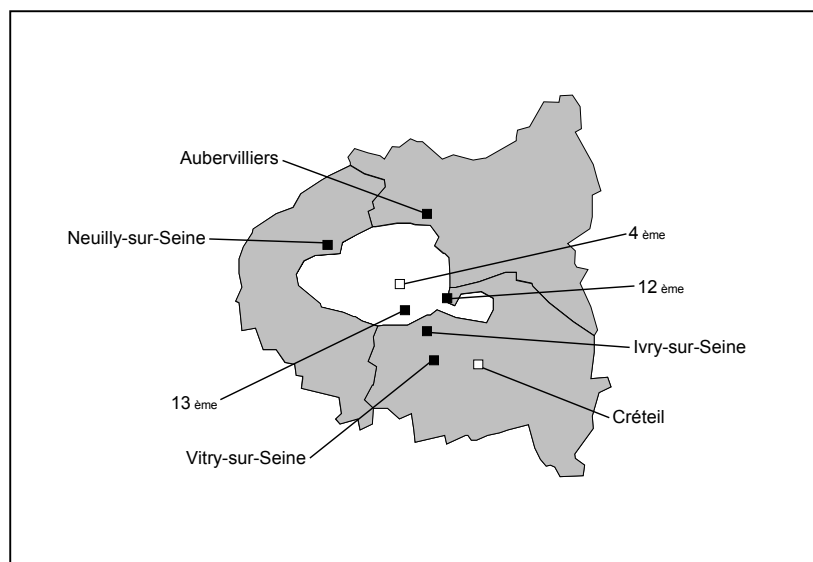 Aubervilliers
Neuilly-sur-Seine
4 ème
12 ème
Ivry-sur-Seine
13 ème
Créteil
Vitry-sur-Seine